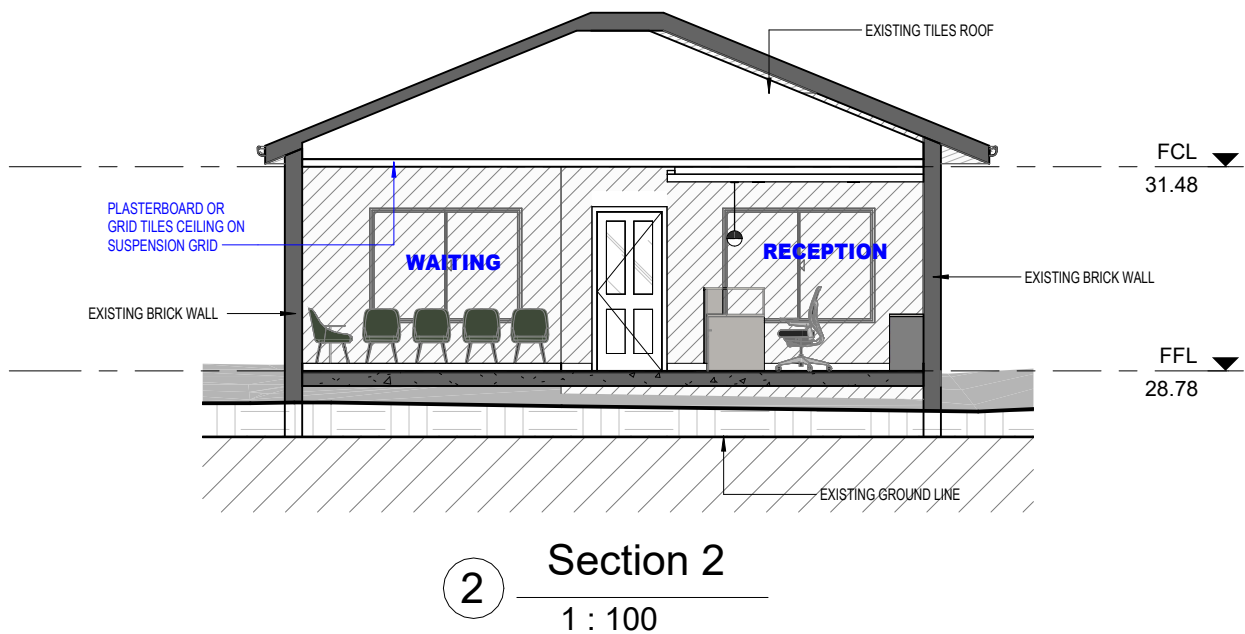 EXISTING TILES ROOF
FCL
31.48
PLASTERBOARD OR
GRID TILES CEILING ON
SUSPENSION GRID
WAITING
RECEPTION
EXISTING BRICK WALL
EXISTING BRICK WALL
FFL
28.78
EXISTING GROUND LINE
2
Section 2
1 : 100